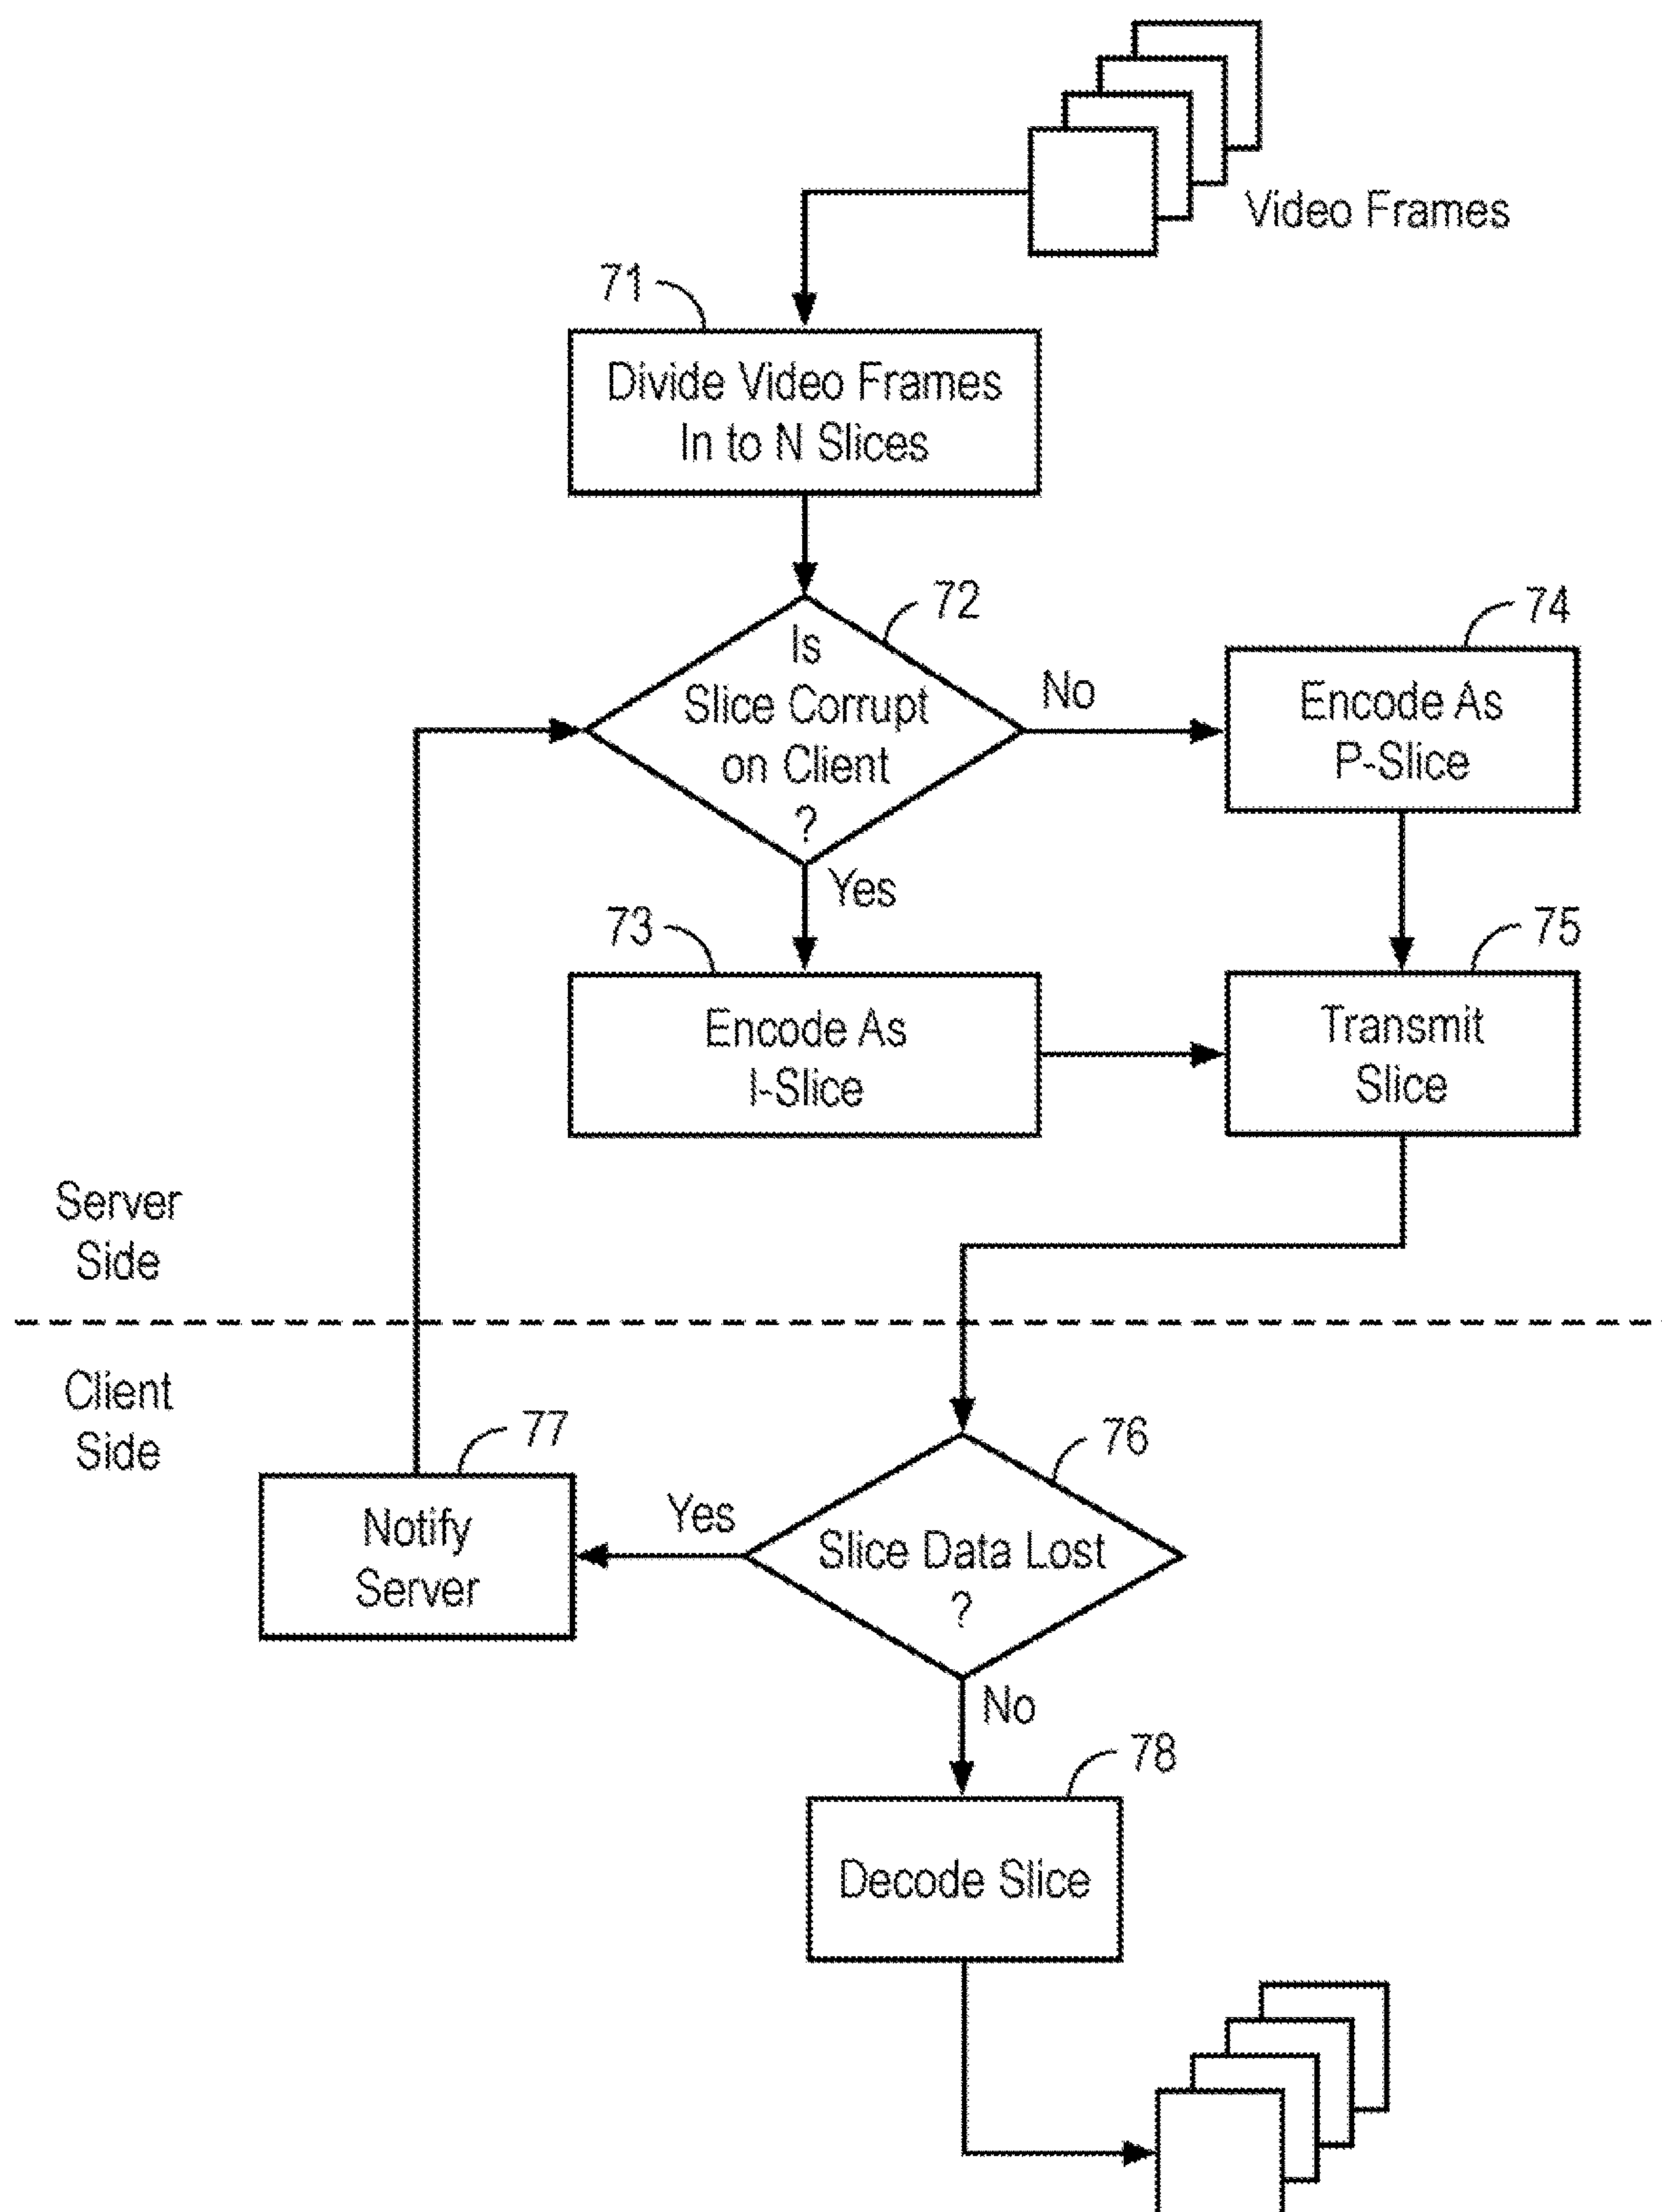 Video Frames
71
Divide Video Frames
In to N Slices
72
Is
Slice Corrupt
on Client
?
No
74
Encode As
P-Slice
Yes
73
Encode As
I-Slice
75
Transmit
Slice
Server
Side
Client
Side
77
Notify
Server
Yes
76
Slice Data Lost
?
No
78
Decode Slice